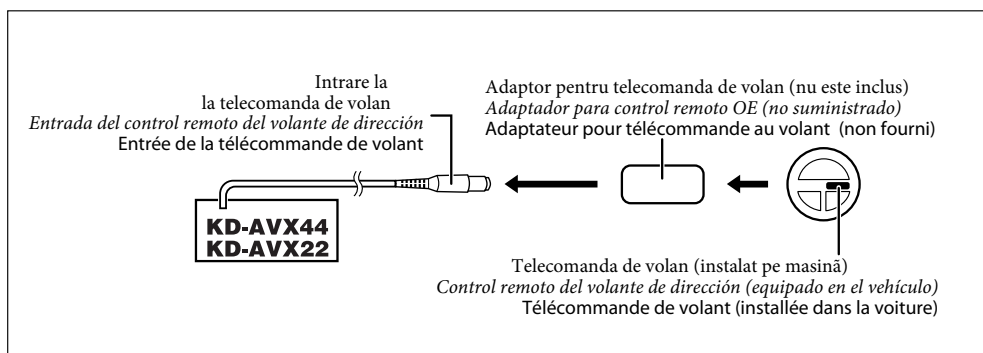 Intrare la
la telecomanda de volan
Entrada del control remoto del volante de dirección
Entrée de la télécommande de volant
Adaptor pentru telecomanda de volan (nu este inclus)
Adaptador para control remoto OE (no suministrado)
Adaptateur pour télécommande au volant (non fourni)
KD-AVX44
KD-AVX22
Telecomanda de volan (instalat pe masinã)
Control remoto del volante de dirección (equipado en el vehículo)
Télécommande de volant (installée dans la voiture)